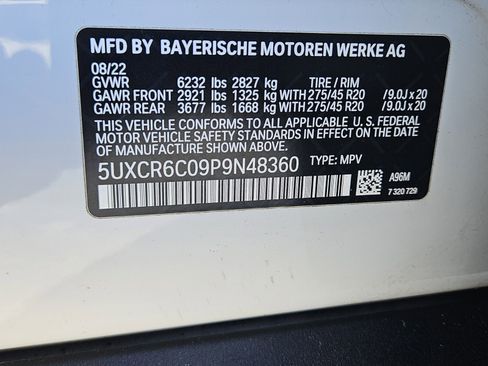 MFD BY BAYERISCHE MOTOREN WERKE AG
08/22
GVWR 6232 lbs 2827 kg TIRE / RIM
GAWR FRONT 2921 lbs 1325 kg WITH 275/45 R20 /9.0J x 20
GAWR REAR 3677 lbs 1668 kg WITH 275/45 R20 /9.0J x 20
THIS VEHICLE CONFORMS TO ALL APPLICABLE U.S. FEDERAL
MOTOR VEHICLE SAFETY STANDARDS IN EFFECT ON THE
DATE OF MANUFACTURE SHOWN ABOVE.
5UXCR6C09P9N48360 TYPE: MPV
A96M
7 320 729